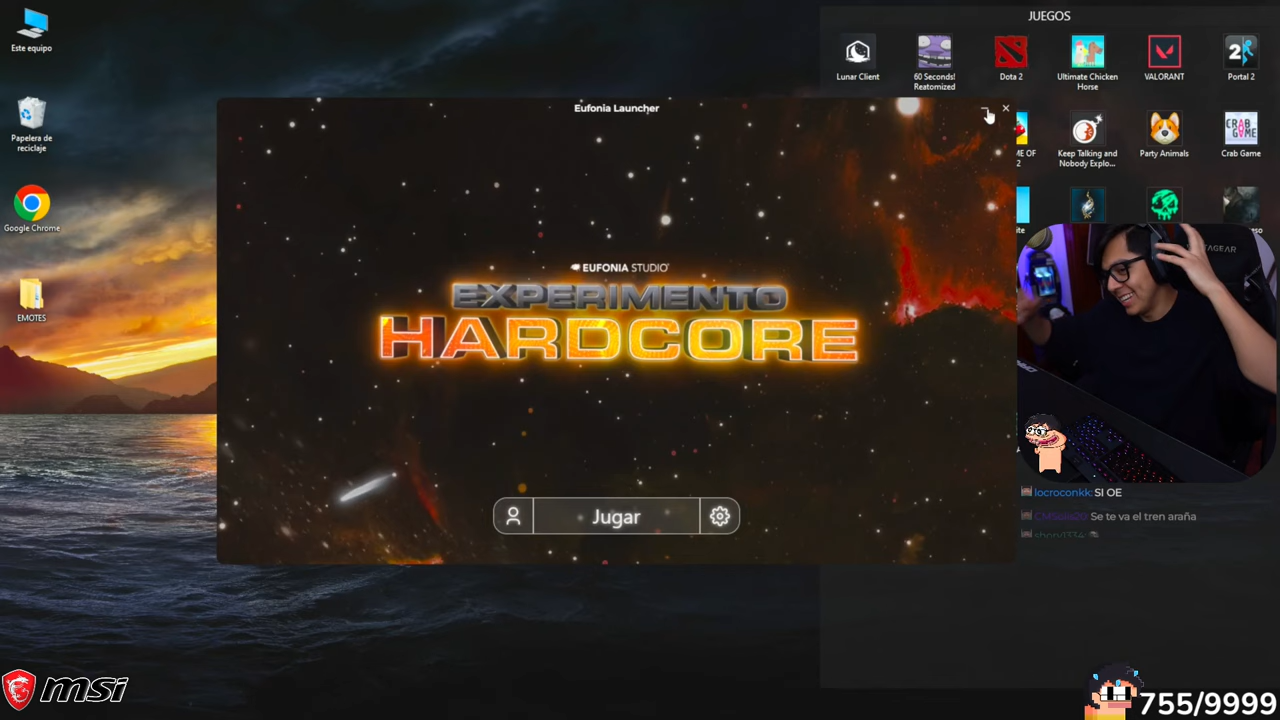 Este equipo
Papelera de
reciclaje
Google Chrome
EMOTES
JUEGOS
Lunar Client
60 Seconds!
Reatomized
Dota 2
Ultimate Chicken
Horse
VALORANT
Portal 2
Keep Talking and
Nobody Explo...
Party Animals
CRAB
GAME
Crab Game
Eufonia Launcher
EUFONIA STUDIO
EXPERIMENTO
HARDCORE
Jugar
locroconkk: SI OE
Se te va el tren araña
msi
755/9999